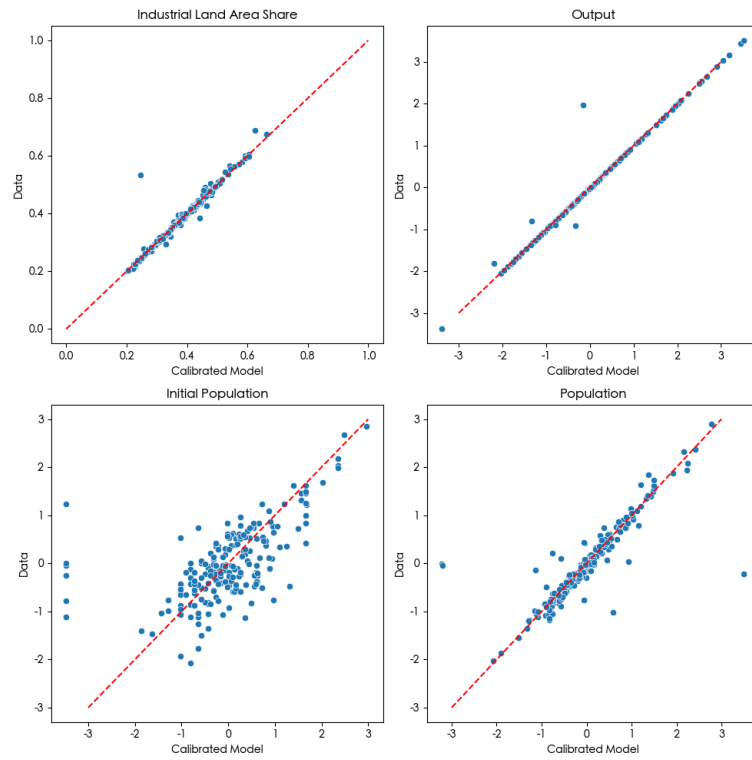 Industrial Land Area Share
1.0
0.8
0.6
0.4
0.2
0.0
Data
0.0 0.2 0.4 0.6 0.8 1.0
Calibrated Model
Output
3
2
1
0
-1
-2
-3
Data
-3 -2 -1 0 1 2 3
Calibrated Model
Initial Population
3
2
1
0
-1
-2
-3
Data
-3 -2 -1 0 1 2 3
Calibrated Model
Population
3
2
1
0
-1
-2
-3
Data
-3 -2 -1 0 1 2 3
Calibrated Model